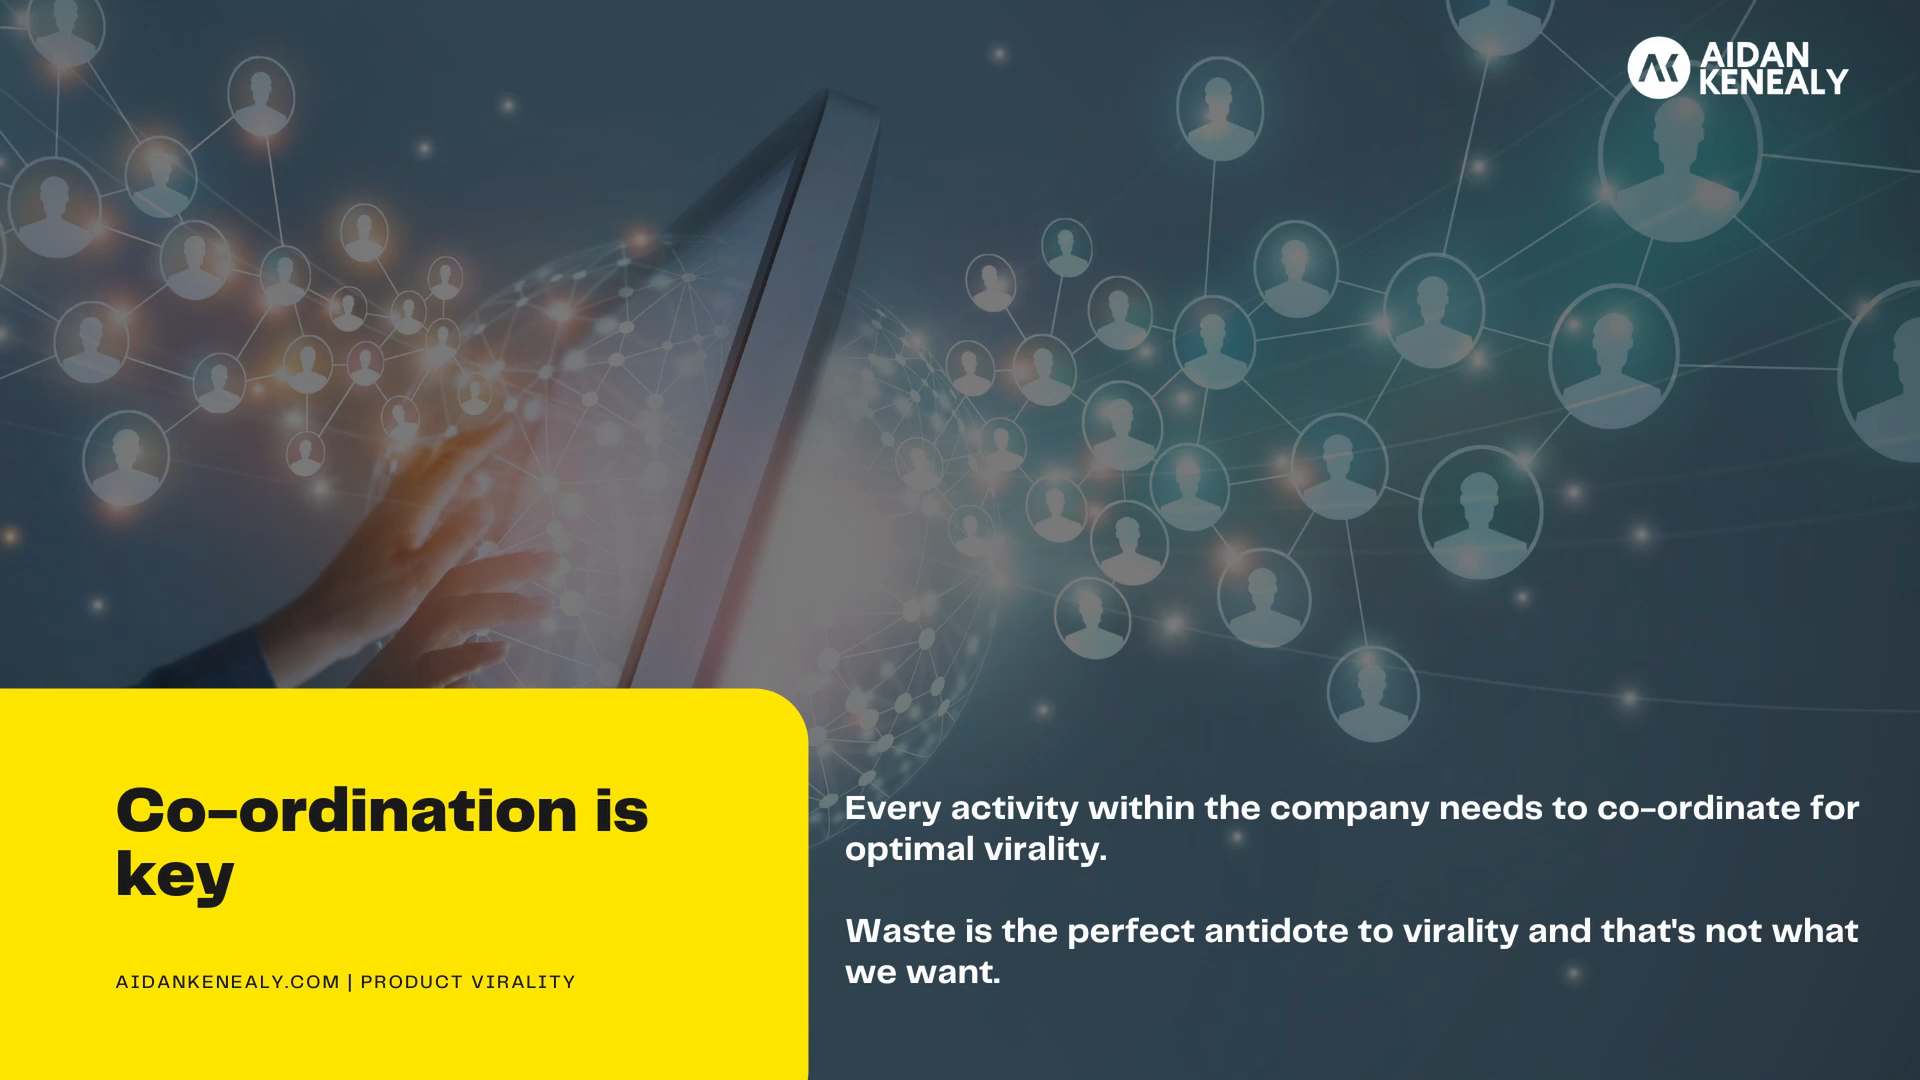 AIDAN
KENEALY
Co-ordination is
key
AIDANKENEALY.COM | PRODUCT VIRALITY
Every activity within the company needs to co-ordinate for
optimal virality.
Waste is the perfect antidote to virality and that's not what
we want.